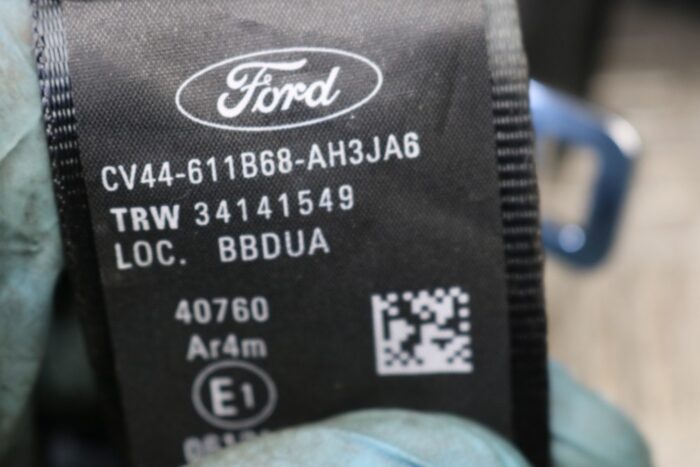 Ford
CV44-611B68-AH3JA6
TRW 34141549
LOC. BBDUA
40760
Ar4m
E1